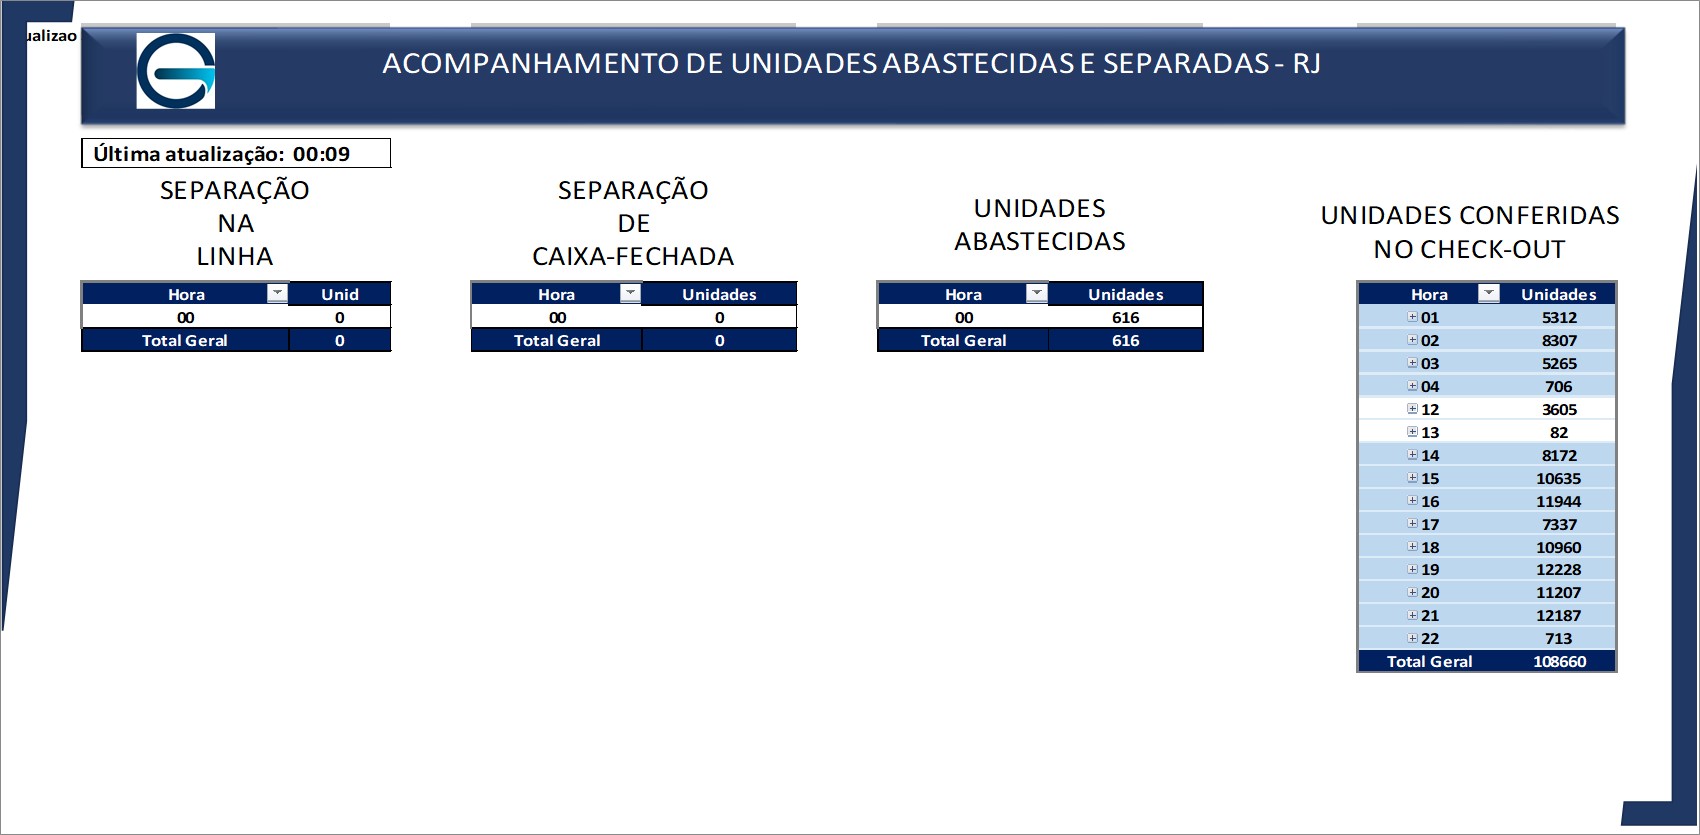 ualizao
ACOMPANHAMENTO DE UNIDADES ABASTECIDAS E SEPARADAS - RJ
Última atualização: 00:09
SEPARAÇÃO
NA
LINHA
Hora Unid
00 0
Total Geral 0
SEPARAÇÃO
DE
CAIXA-FECHADA
Hora Unidades
00 0
Total Geral 0
UNIDADES
ABASTECIDAS
Hora Unidades
00 616
Total Geral 616
UNIDADES CONFERIDAS
NO CHECK-OUT
Hora Unidades
01 5312
02 8307
03 5265
04 706
12 3605
13 82
14 8172
15 10635
16 11944
17 7337
18 10960
19 12228
20 11207
21 12187
22 713
Total Geral 108660